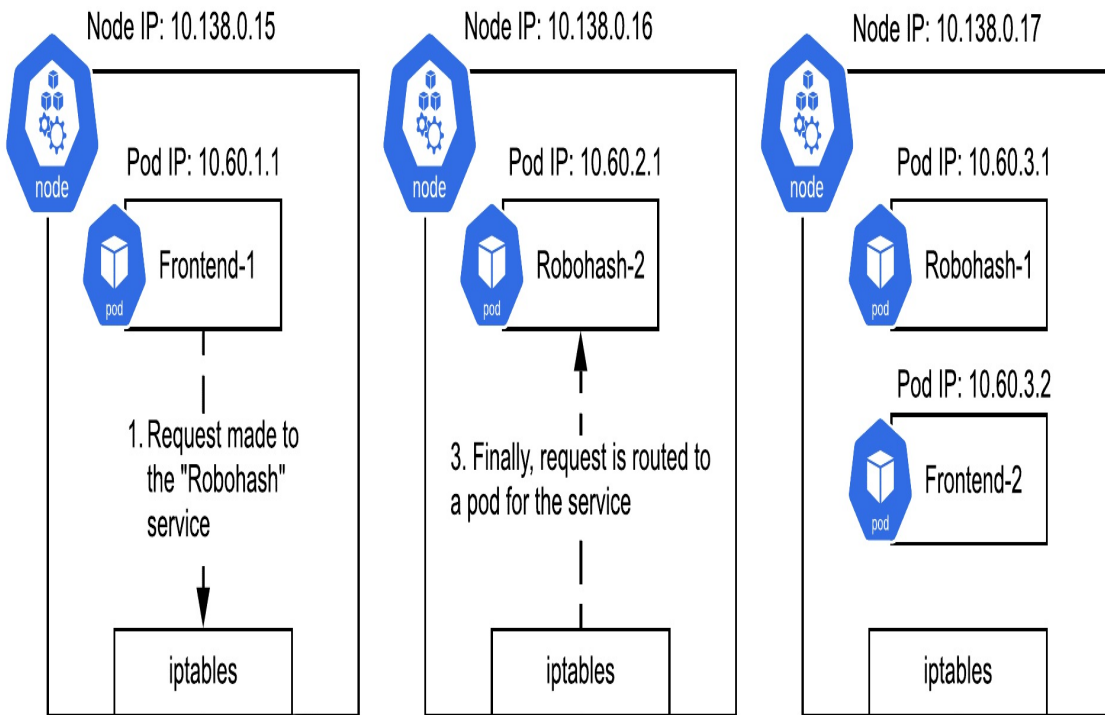 Node IP: 10.138.0.15
node
Pod IP: 10.60.1.1
Frontend-1
pod
1. Request made to
the "Robohash"
service
iptables
Node IP: 10.138.0.16
node
Pod IP: 10.60.2.1
Robohash-2
pod
3. Finally, request is routed to
a pod for the service
iptables
Node IP: 10.138.0.17
node
Pod IP: 10.60.3.1
Robohash-1
pod
Pod IP: 10.60.3.2
Frontend-2
pod
iptables